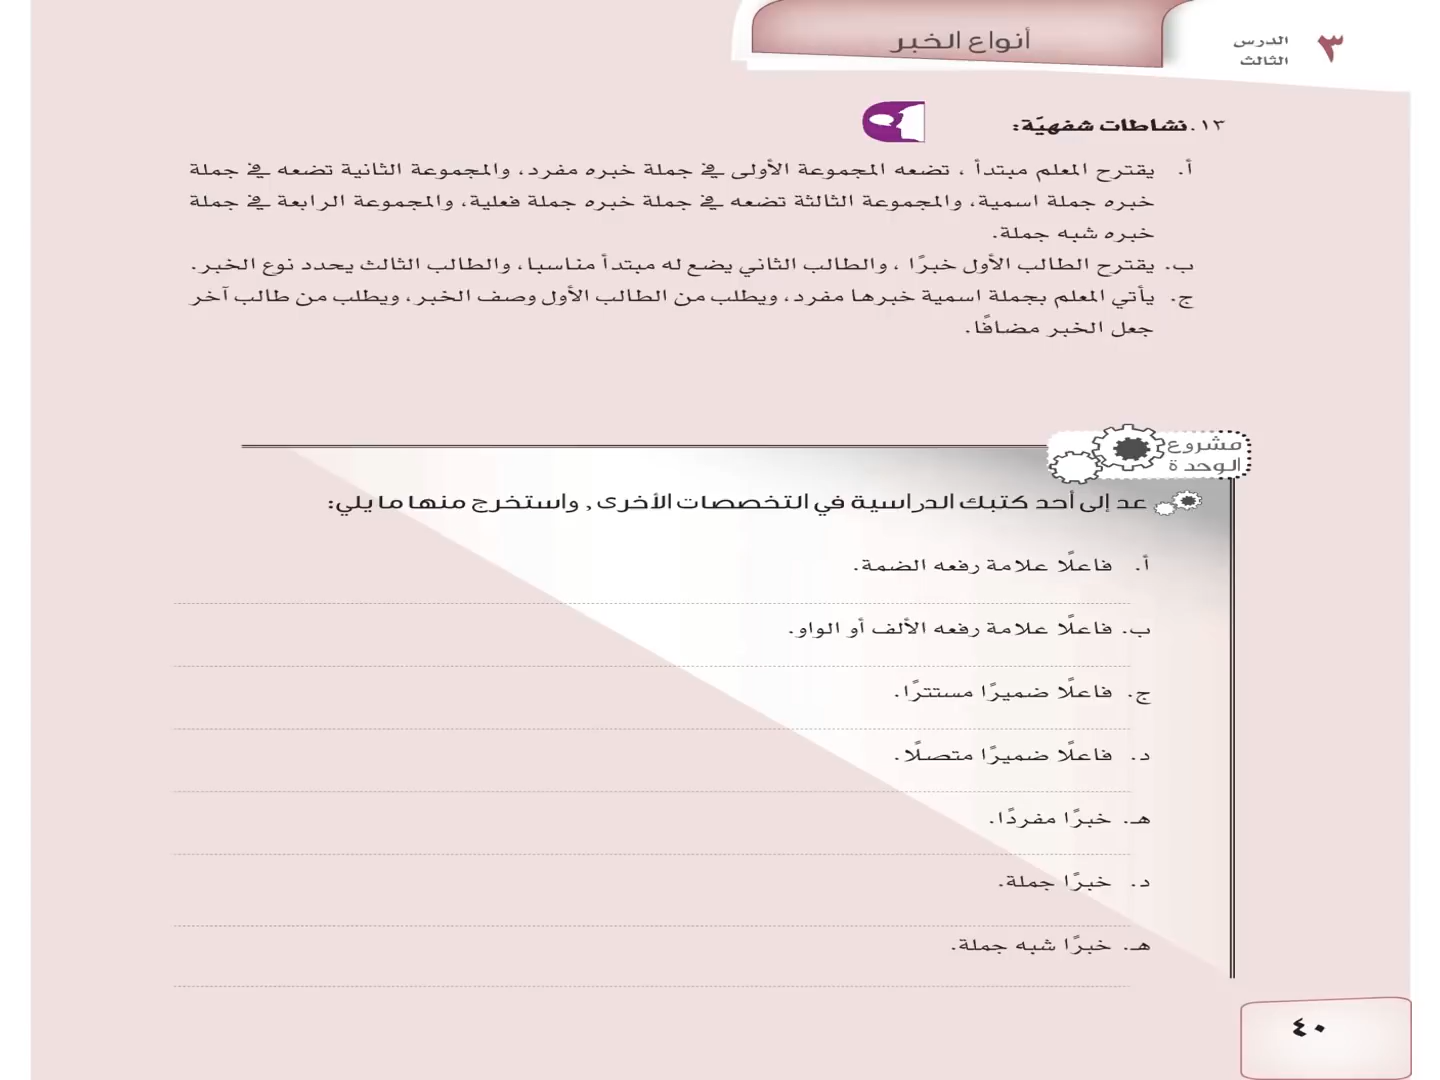 ٣
الدرس
الثالث
أنواع الخبر
١٣. نشاطات شفهيّة:
أ. يقترح المعلم مبتدأ ، تضعه المجموعة الأولى في جملة خبره مفرد، والمجموعة الثانية تضعه في جملة
خبره جملة اسمية، والمجموعة الثالثة تضعه في جملة خبره جملة فعلية، والمجموعة الرابعة في جملة
خبره شبه جملة.
ب. يقترح الطالب الأول خبرًا ، والطالب الثاني يضع له مبتدأ مناسبا، والطالب الثالث يحدد نوع الخبر.
ج. يأتي المعلم بجملة اسمية خبرها مفرد، ويطلب من الطالب الأول وصف الخبر، ويطلب من طالب آخر
جعل الخبر مضافًا.
مشروع
الوحدة
عد إلى أحد كتبك الدراسية في التخصصات الأخرى , واستخرج منها ما يلي:
أ. فاعلًا علامة رفعه الضمة.
ب. فاعلًا علامة رفعه الألف أو الواو.
ج. فاعلًا ضميرًا مستترًا.
د. فاعلًا ضميرًا متصلًا.
هـ. خبرًا مفردًا.
د. خبرًا جملة.
هـ. خبرًا شبه جملة.
٤٠